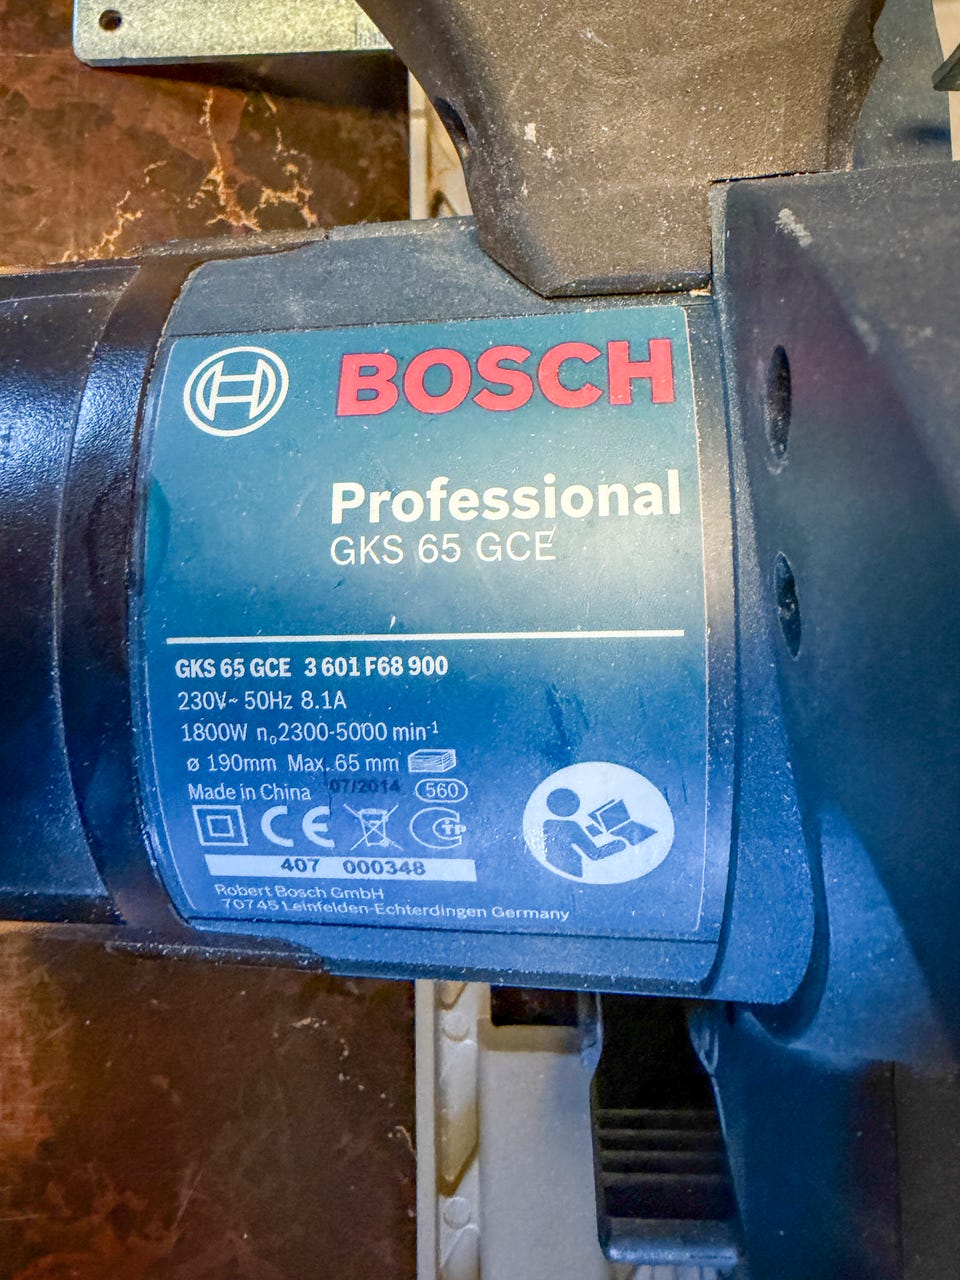 BOSCH
Professional
GKS 65 GCE
GKS 65 GCE 3 601 F68 900
230V~ 50Hz 8.1A
1800W n₀2300-5000 min⁻¹
ø 190mm Max. 65 mm
Made in China 07/2014 560
CE CTP
407 000348
Robert Bosch GmbH
70745 Leinfelden-Echterdingen Germany